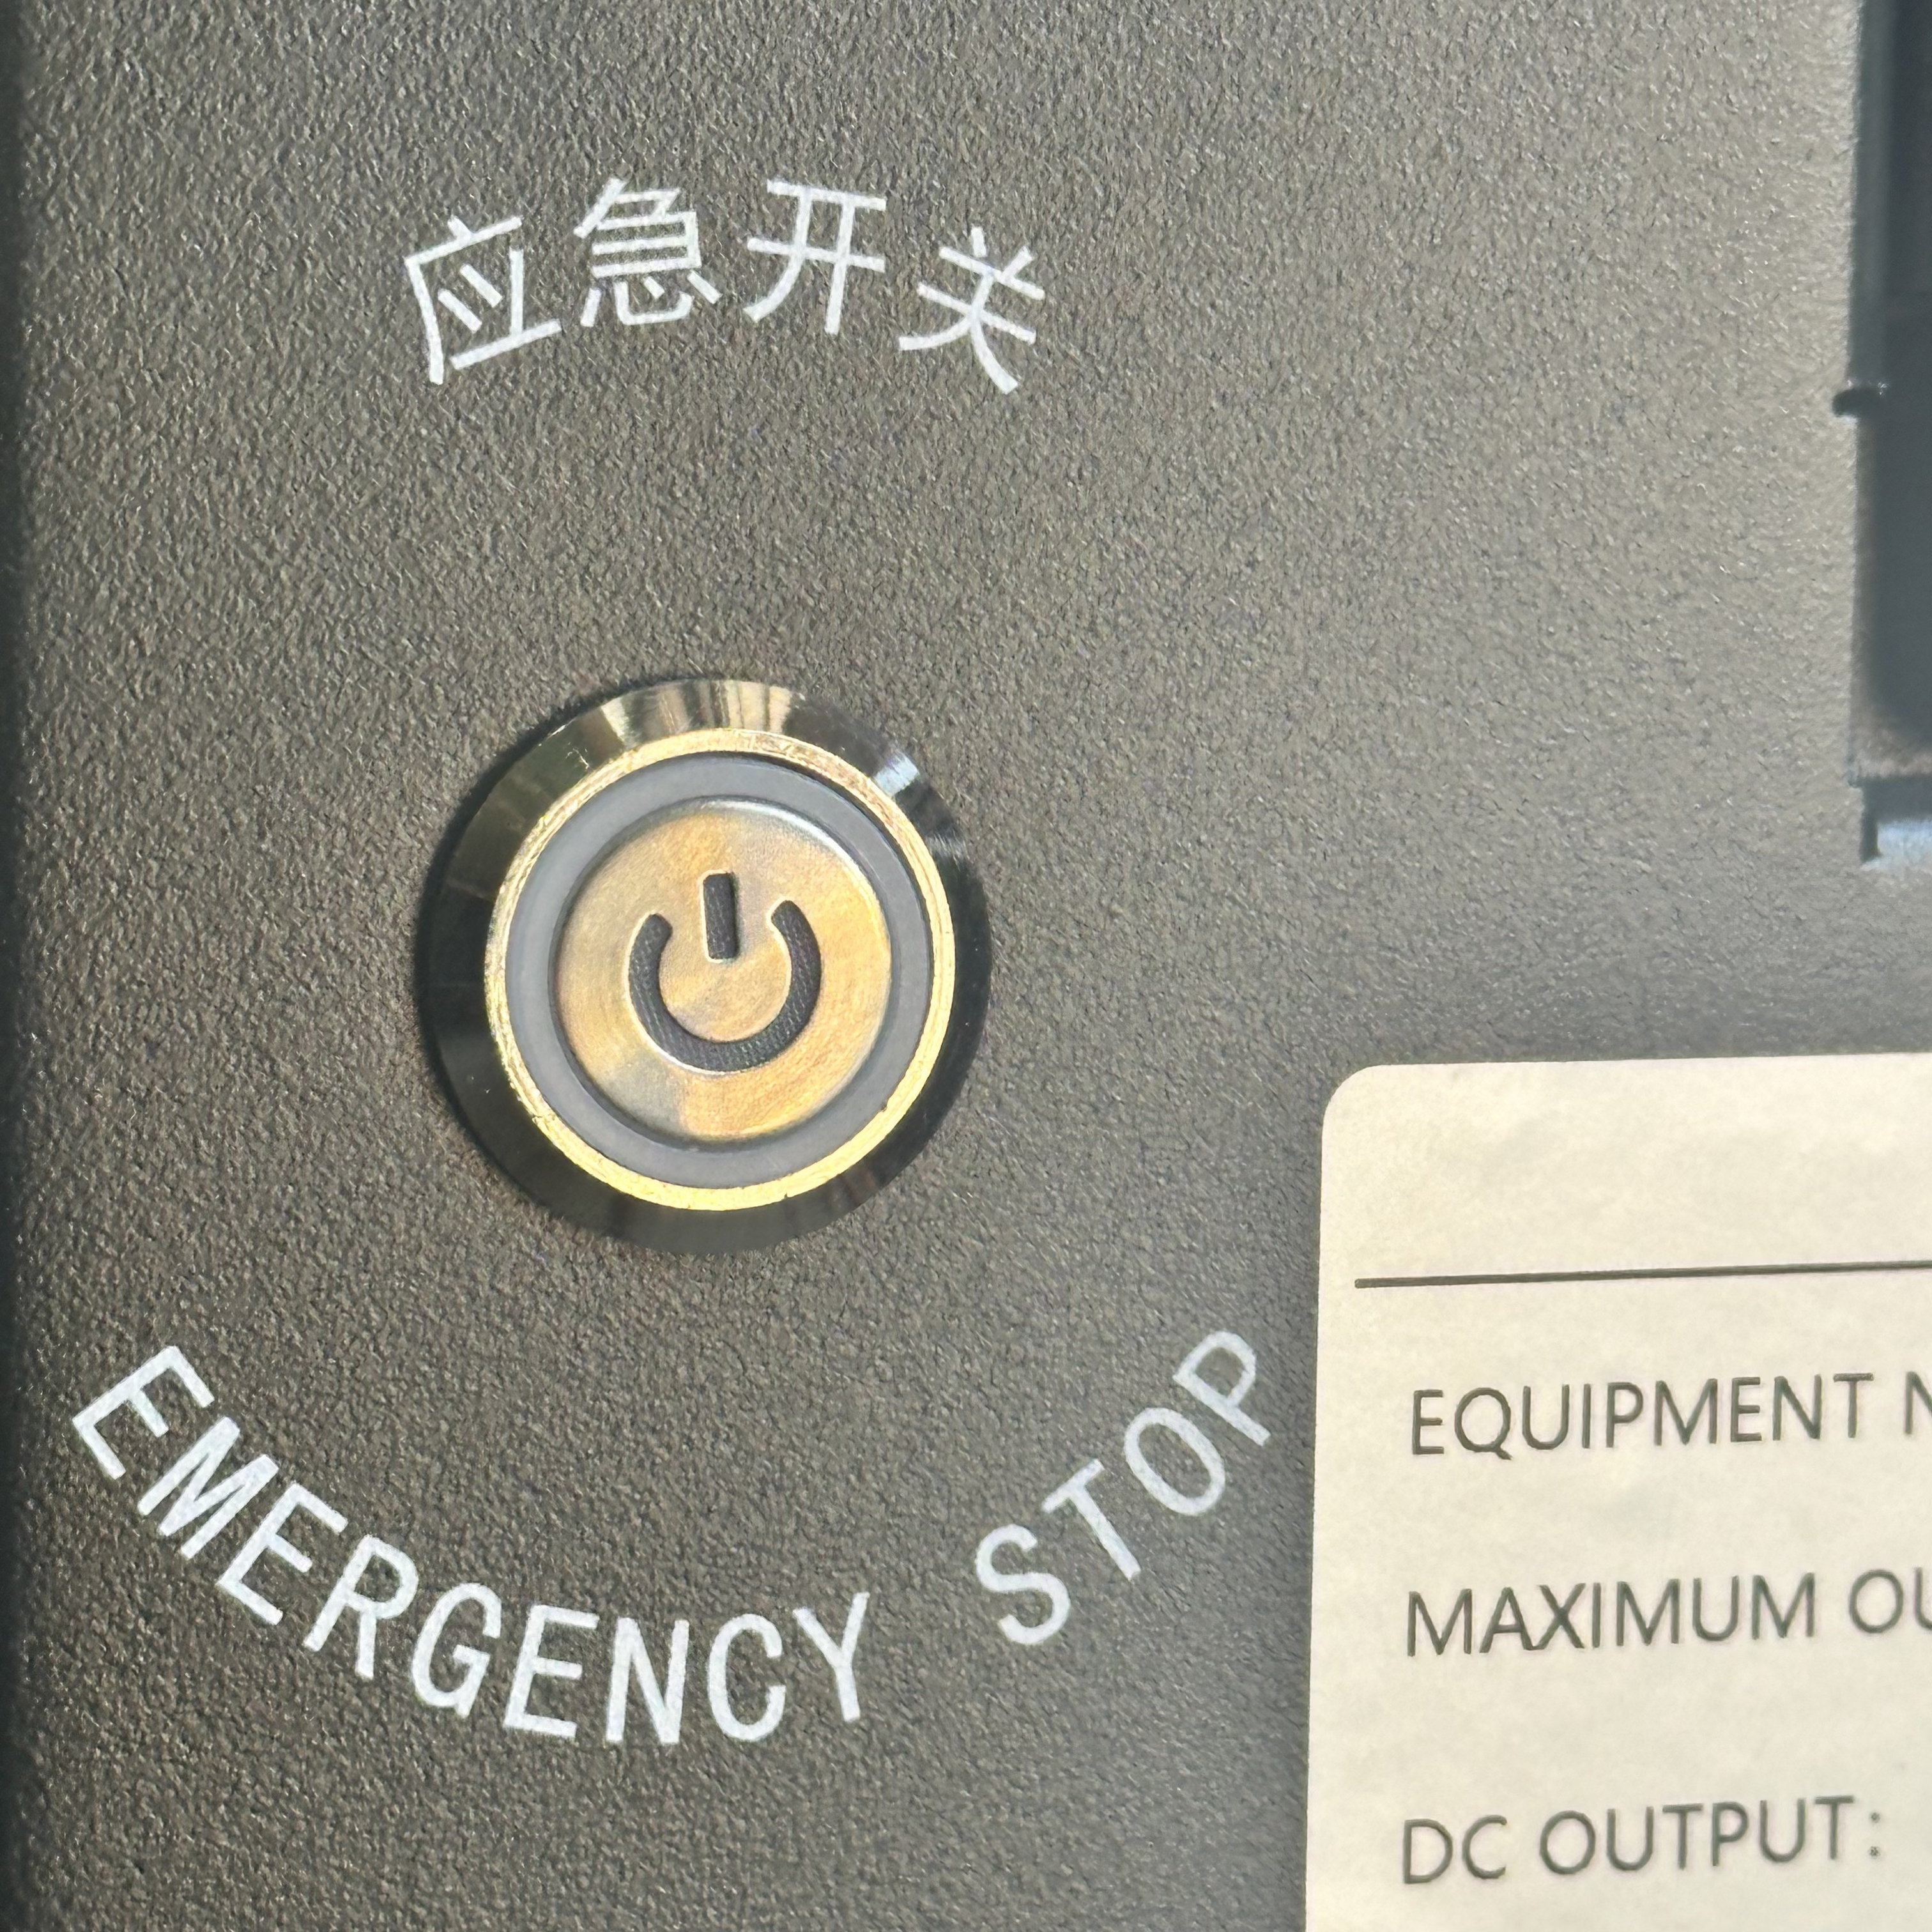 应急开关
EMERGENCY STOP
EQUIPMENT
MAXIMUM
DC OUTPUT: